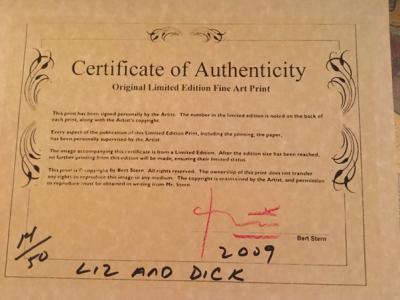 Certificate of Authenticity
Original Limited Edition Fine Art Print
This print has been signed personally by the Artist. The number in the limited edition is noted on the back of
each print, along with the Artist's copyright.
Every aspect of the publication of this Limited Edition Print, including the printing, the paper,
has been personally supervised by the Artist.
The image accompanying this certificate is from a Limited Edition. After the edition size has been reached,
no further printing from this edition will be made, ensuring their limited status.
This print is © copyright by Bert Stern. All rights reserved. The ownership of this print does not transfer
any rights to reproduce this image in any medium. The copyright is maintained by the Artist, and permission
to reproduce must be obtained in writing from Mr. Stern.
Bert Stern
2009
/50
LIZ AND DICK